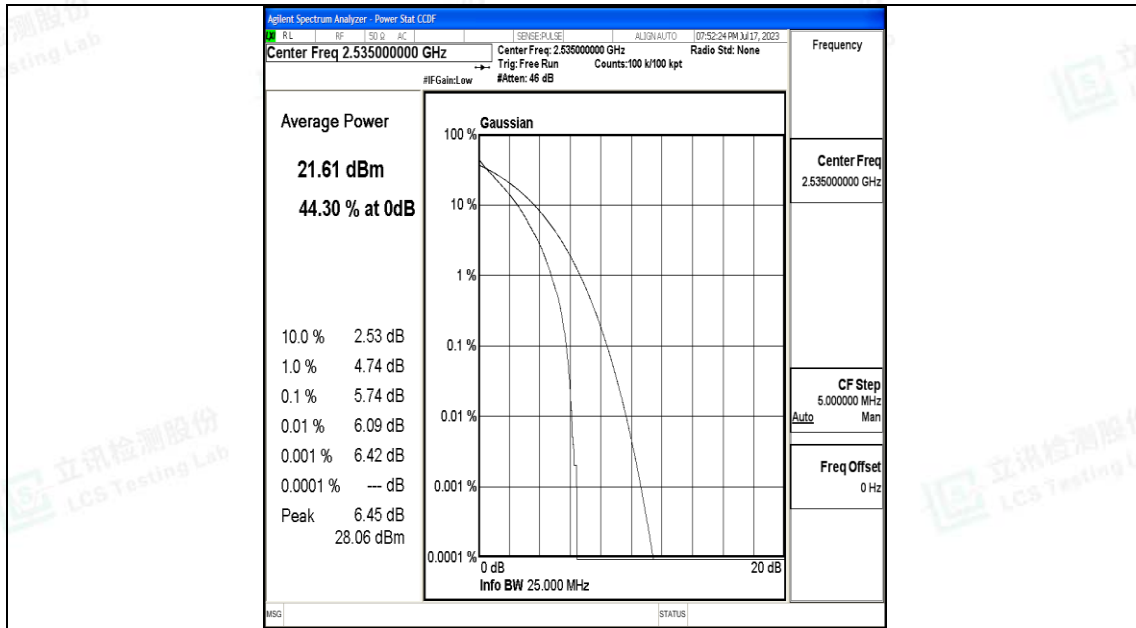 Agilent Spectrum Analyzer - Power Stat CCDF
LXI RL RF 50 Ω AC SENSE:PULSE ALIGN AUTO 07:52:24 PM Jul 17, 2023
Center Freq 2.535000000 GHz
Center Freq: 2.535000000 GHz Radio Std: None
Trig: Free Run Counts:100 k/100 kpt
#IFGain:Low #Atten: 46 dB
Average Power
21.61 dBm
44.30 % at 0dB
10.0 % 2.53 dB
1.0 % 4.74 dB
0.1 % 5.74 dB
0.01 % 6.09 dB
0.001 % 6.42 dB
0.0001 % --- dB
Peak 6.45 dB
28.06 dBm
Gaussian
100 %
10 %
1 %
0.1 %
0.01 %
0.001 %
0.0001 %
0 dB 20 dB
Info BW 25.000 MHz
Frequency
Center Freq
2.535000000 GHz
CF Step
5.000000 MHz
Auto Man
Freq Offset
0 Hz
MSG STATUS
立讯检测股份
LCS Testing Lab